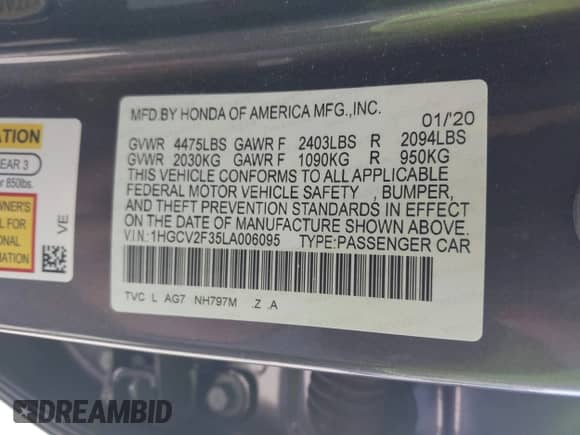 MFD.BY HONDA OF AMERICA MFG.,INC. 01/'20
GVWR 4475LBS GAWR F 2403LBS R 2094LBS
GVWR 2030KG GAWR F 1090KG R 950KG
THIS VEHICLE CONFORMS TO ALL APPLICABLE
FEDERAL MOTOR VEHICLE SAFETY , BUMPER,
AND THEFT PREVENTION STANDARDS IN EFFECT
ON THE DATE OF MANUFACTURE SHOWN ABOVE.
V.I.N.:1HGCV2F35LA006095 TYPE:PASSENGER CAR
TVC L AG7 NH797M .Z .A
ATION
EAR 3
r 850lbs.
WNER'S
L FOR
ONAL
MATION
VE
DREAMBID